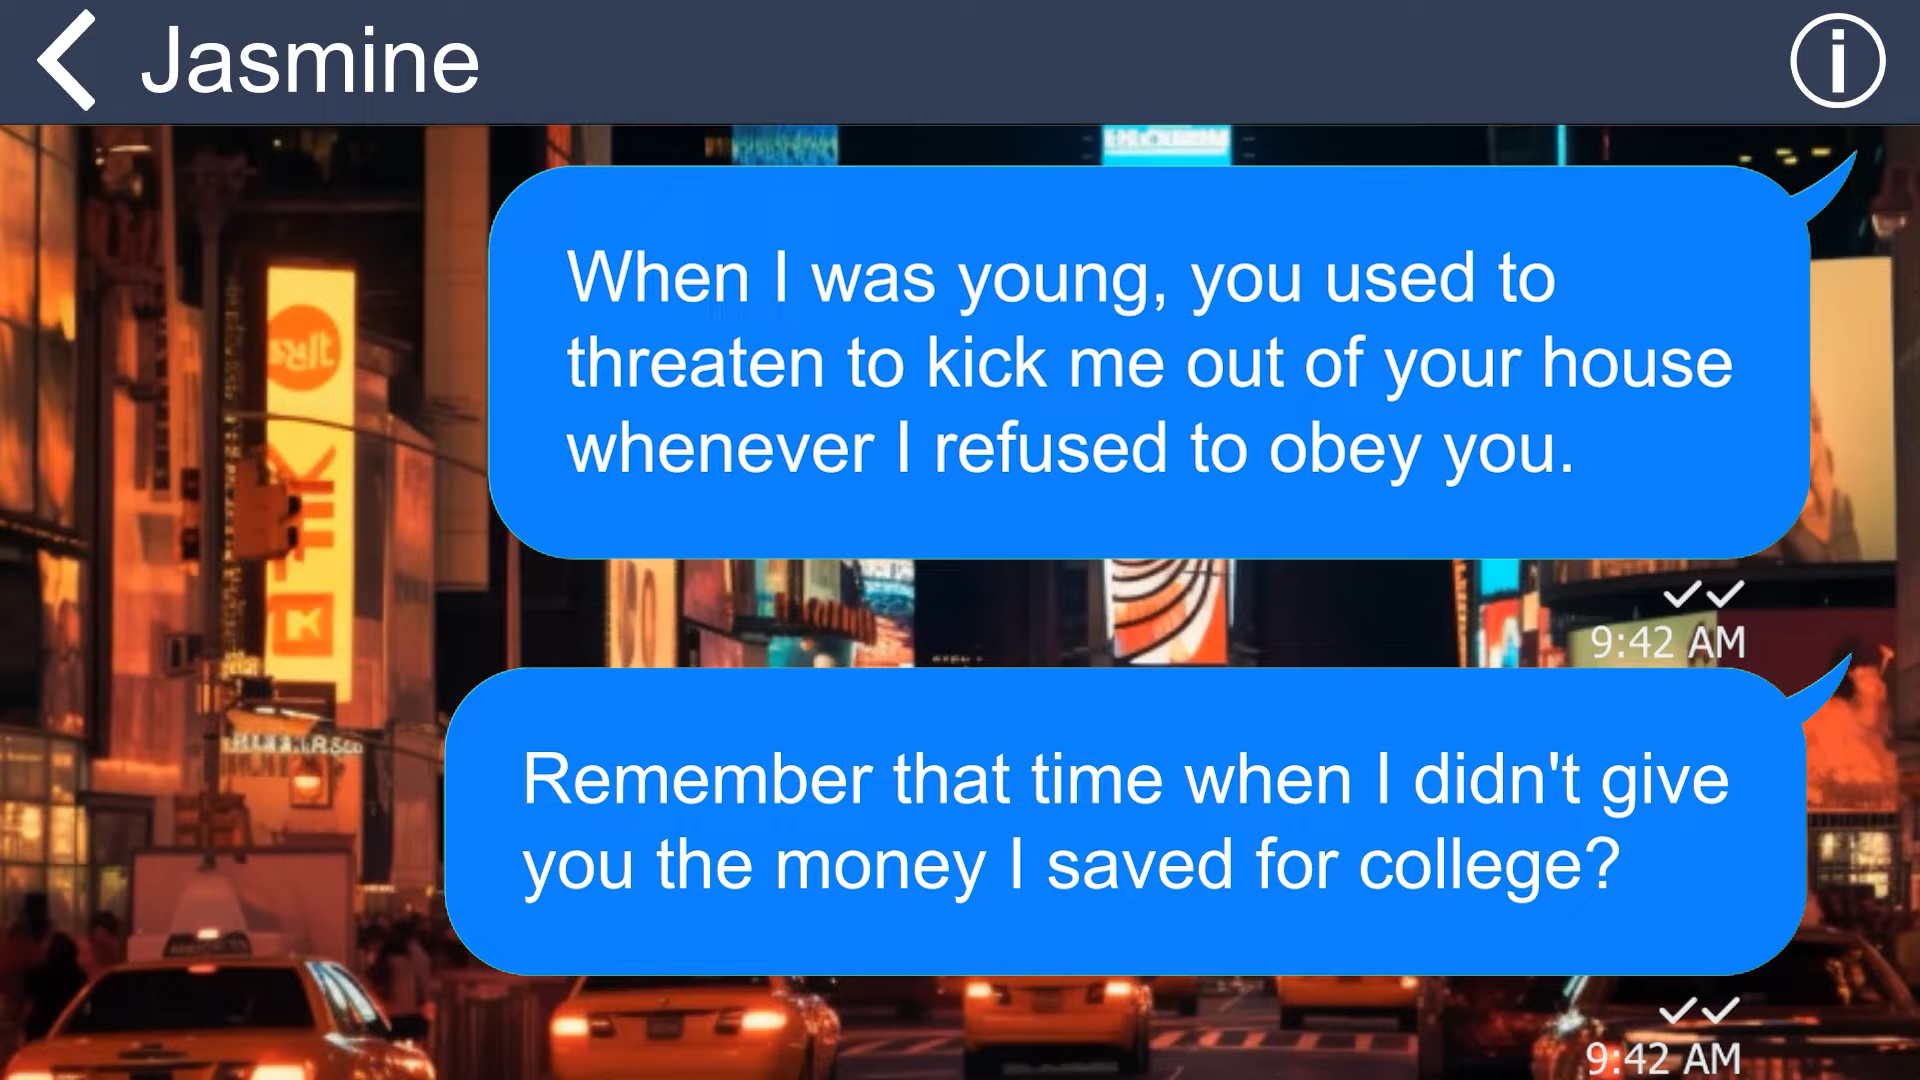 Jasmine
When I was young, you used to
threaten to kick me out of your house
whenever I refused to obey you.
9:42 AM
Remember that time when I didn't give
you the money I saved for college?
9:42 AM